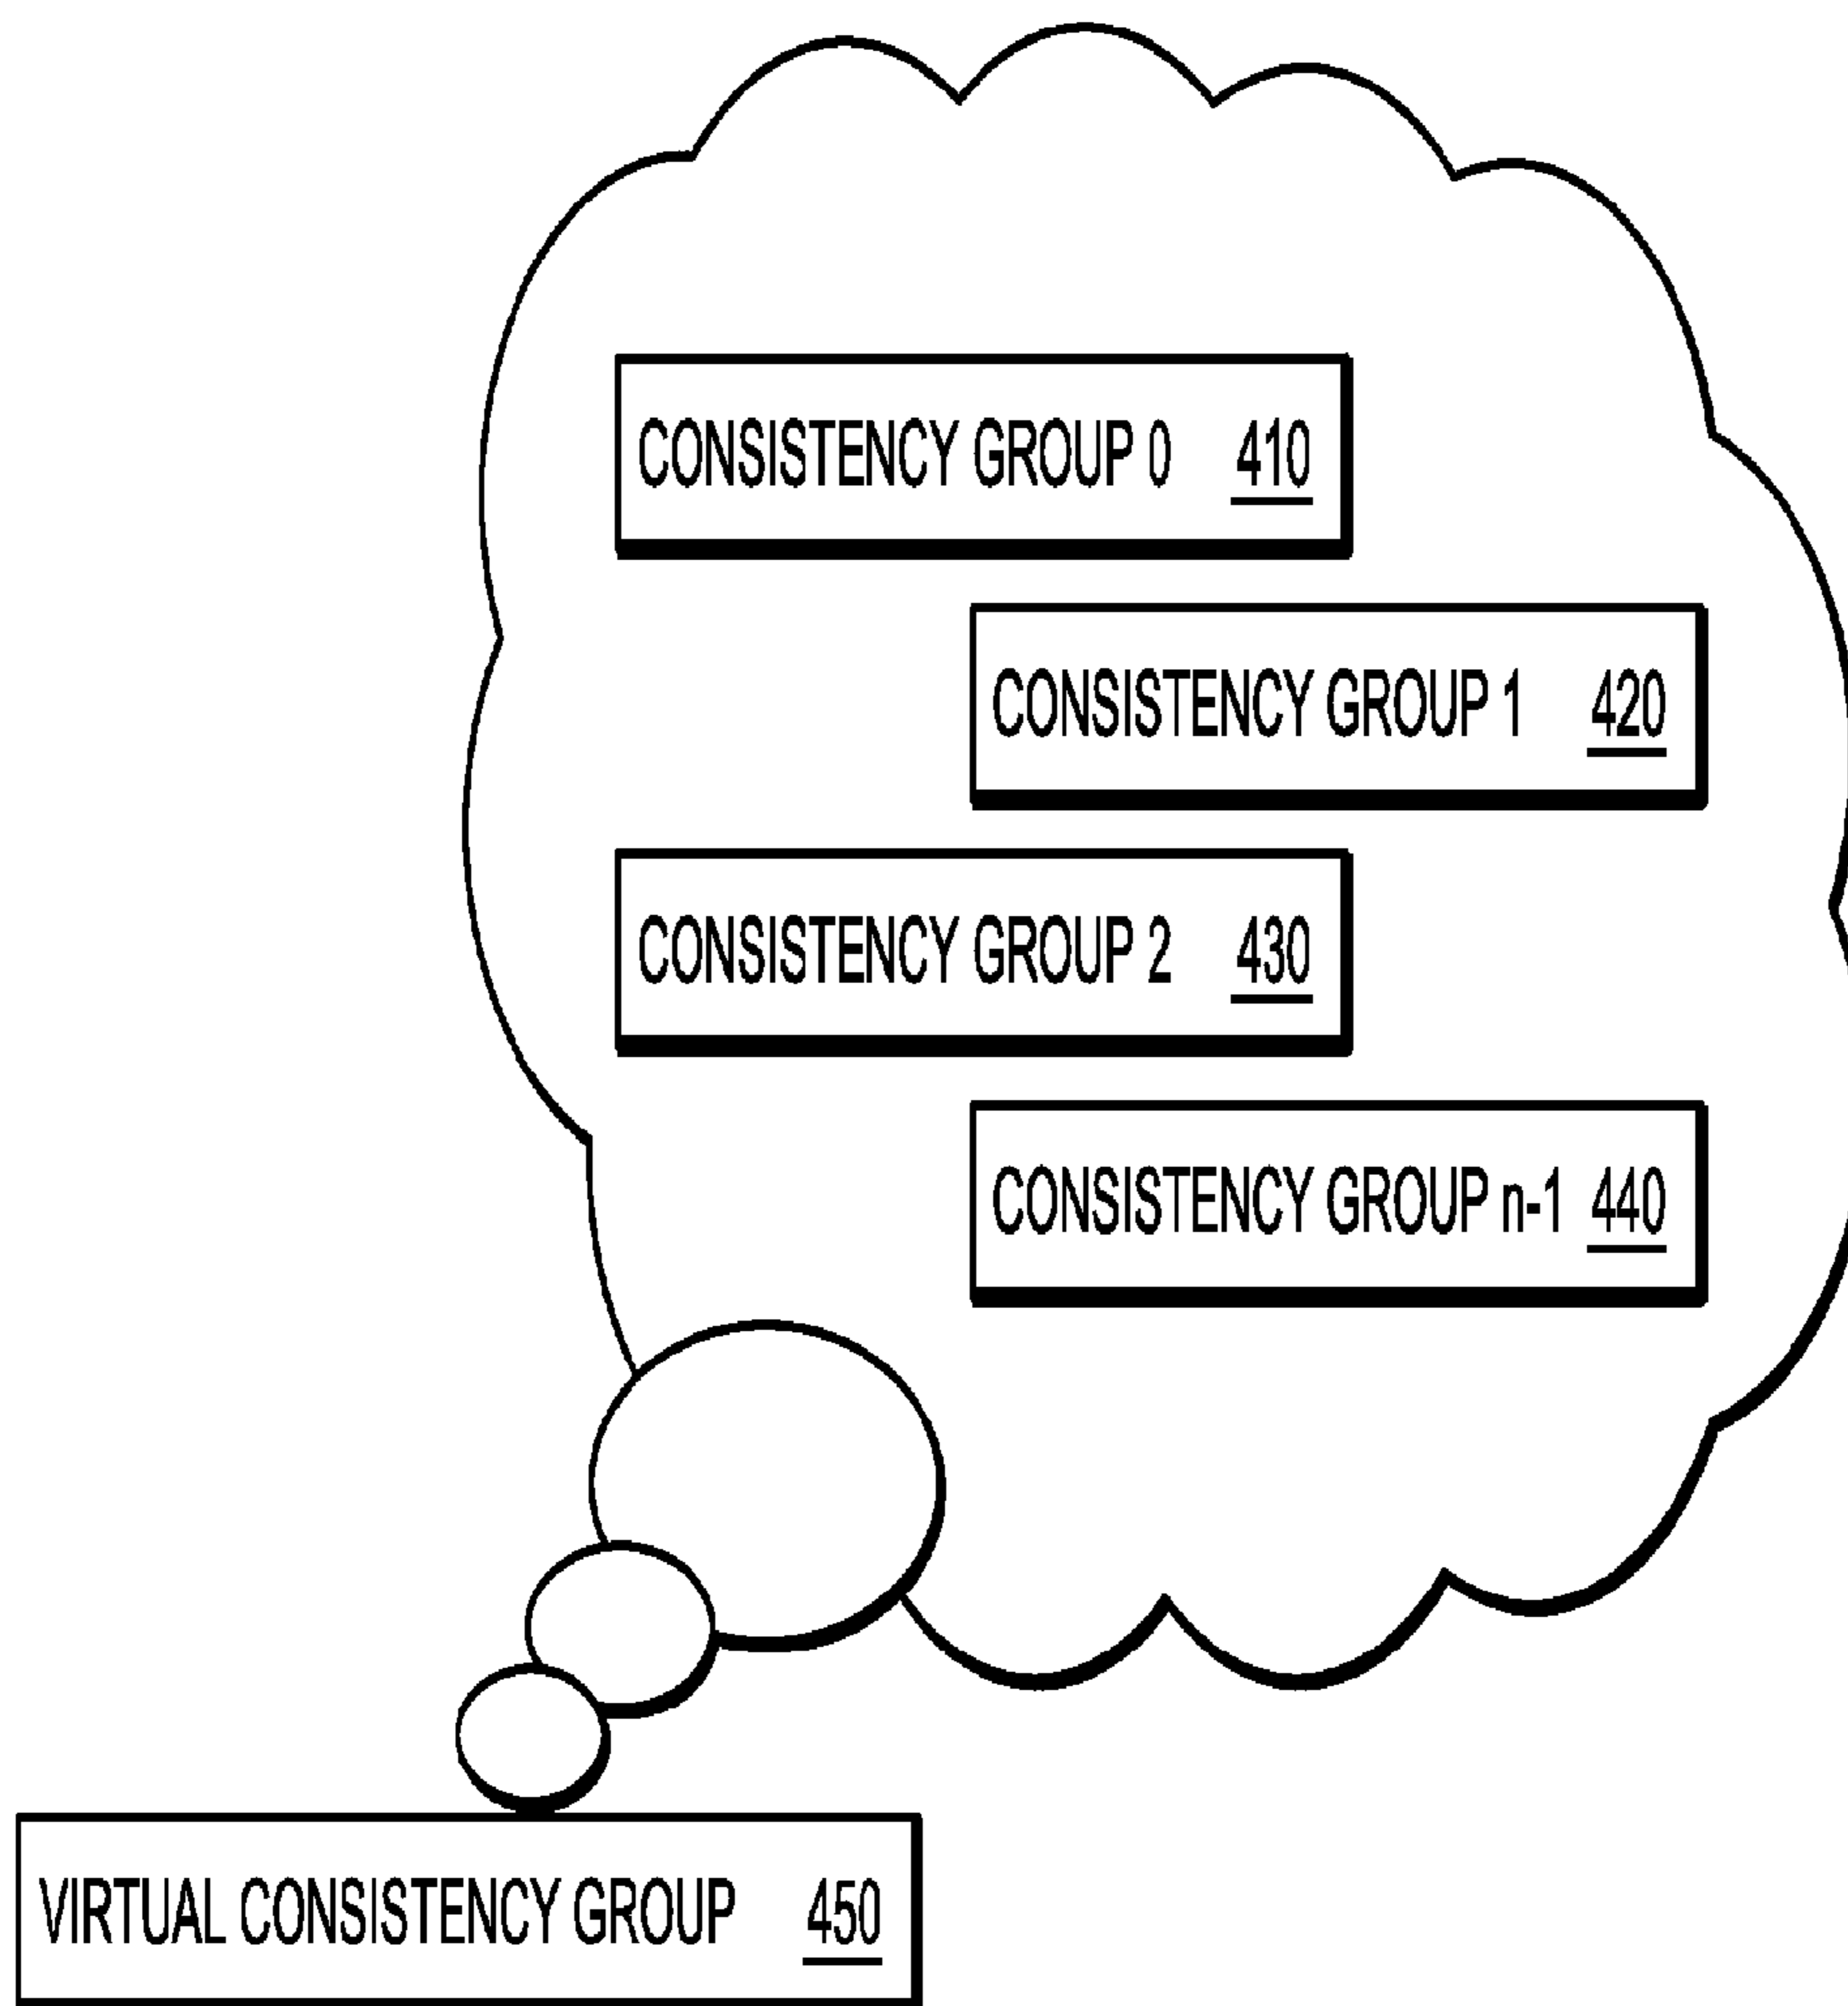 CONSISTENCY GROUP 0 410
CONSISTENCY GROUP 1 420
CONSISTENCY GROUP 2 430
CONSISTENCY GROUP n-1 440
VIRTUAL CONSISTENCY GROUP 450